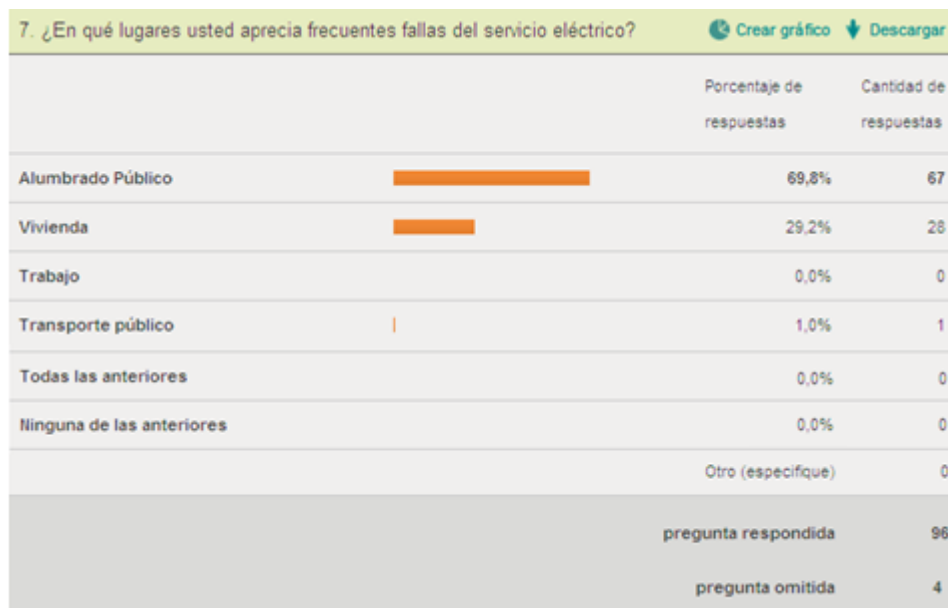 7. ¿En qué lugares usted aprecia frecuentes fallas del servicio eléctrico? Crear gráfico Descargar
Porcentaje de respuestas Cantidad de respuestas
Alumbrado Público 69,8% 67
Vivienda 29,2% 28
Trabajo 0,0% 0
Transporte público 1,0% 1
Todas las anteriores 0,0% 0
Ninguna de las anteriores 0,0% 0
Otro (especifique) 0
pregunta respondida 96
pregunta omitida 4